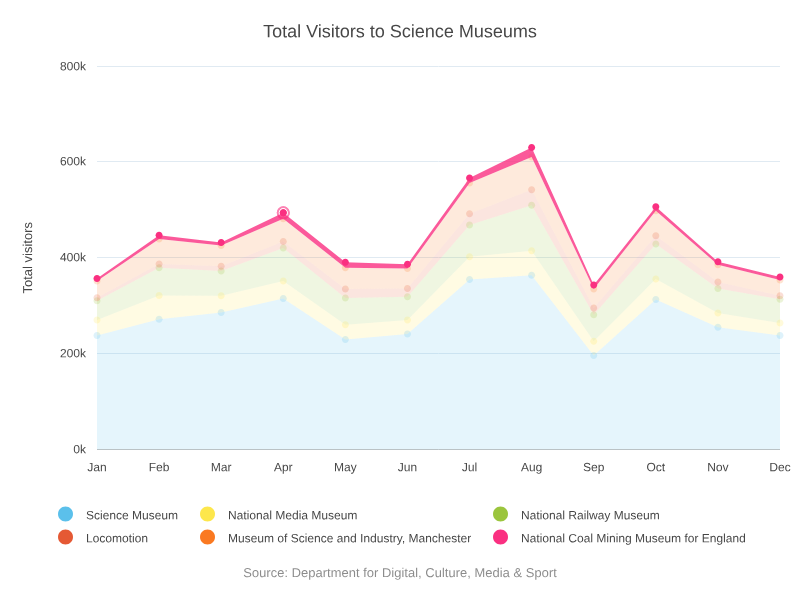 Total Visitors to Science Museums
Total visitors
800k
600k
400k
200k
0k
Jan Feb Mar Apr May Jun Jul Aug Sep Oct Nov Dec
Science Museum National Media Museum National Railway Museum
Locomotion Museum of Science and Industry, Manchester National Coal Mining Museum for England
Source: Department for Digital, Culture, Media & Sport